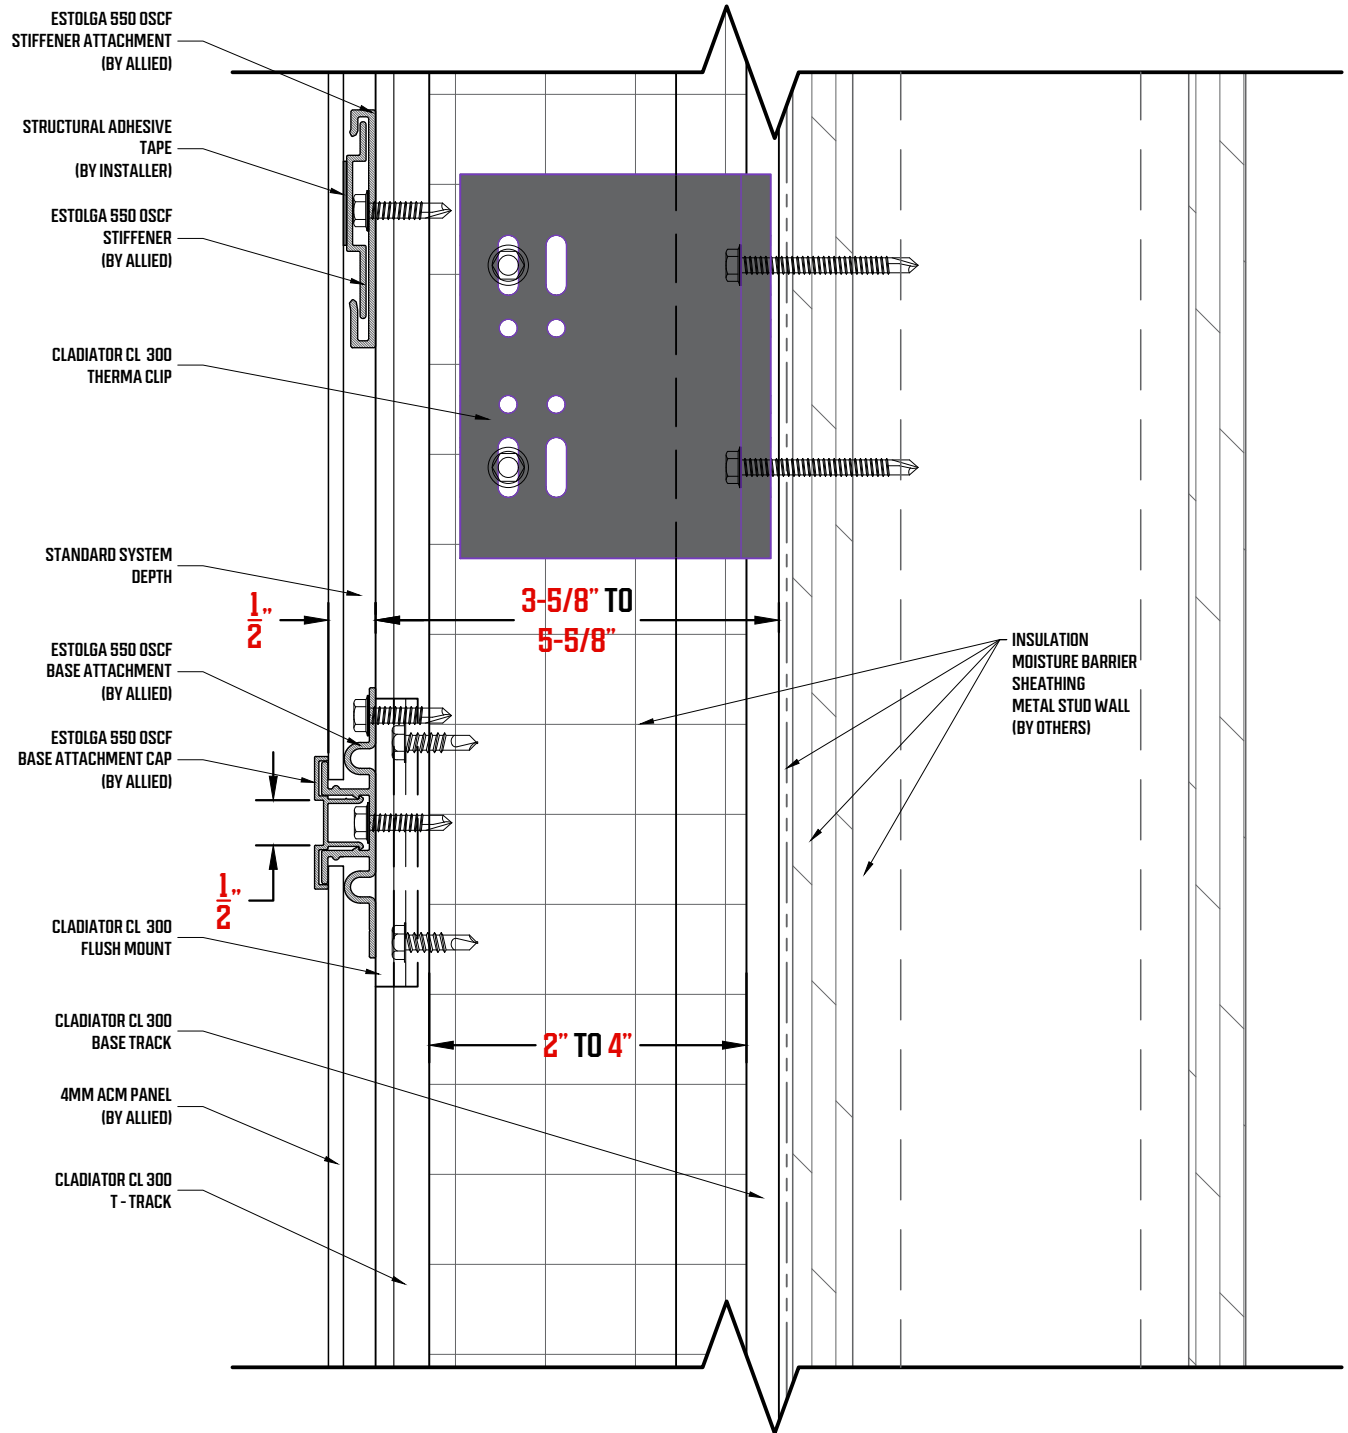 ESTOLGA 550 OSCF
STIFFENER ATTACHMENT
(BY ALLIED)
STRUCTURAL ADHESIVE
TAPE
(BY INSTALLER)
ESTOLGA 550 OSCF
STIFFENER
(BY ALLIED)
CLADIATOR CL 300
THERMA CLIP
STANDARD SYSTEM
DEPTH
1/2"
3-5/8" TO
5-5/8"
INSULATION
MOISTURE BARRIER
SHEATHING
METAL STUD WALL
(BY OTHERS)
ESTOLGA 550 OSCF
BASE ATTACHMENT
(BY ALLIED)
ESTOLGA 550 OSCF
BASE ATTACHMENT CAP
(BY ALLIED)
1/2"
CLADIATOR CL 300
FLUSH MOUNT
CLADIATOR CL 300
BASE TRACK
2" TO 4"
4MM ACM PANEL
(BY ALLIED)
CLADIATOR CL 300
T - TRACK